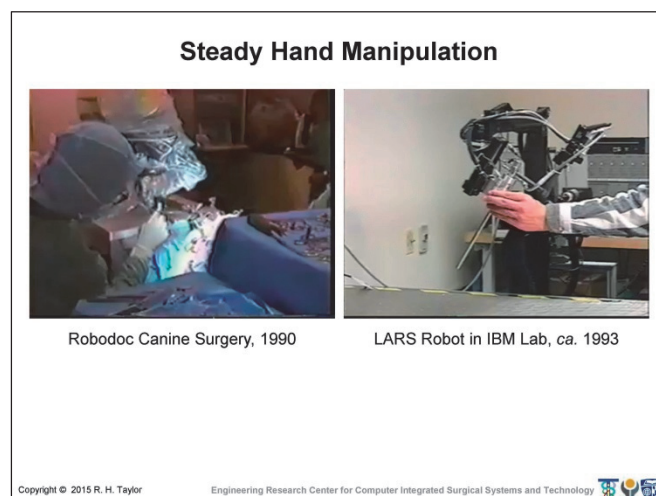 Steady Hand Manipulation
Robodoc Canine Surgery, 1990
LARS Robot in IBM Lab, ca. 1993
Copyright © 2015 R. H. Taylor
Engineering Research Center for Computer Integrated Surgical Systems and Technology